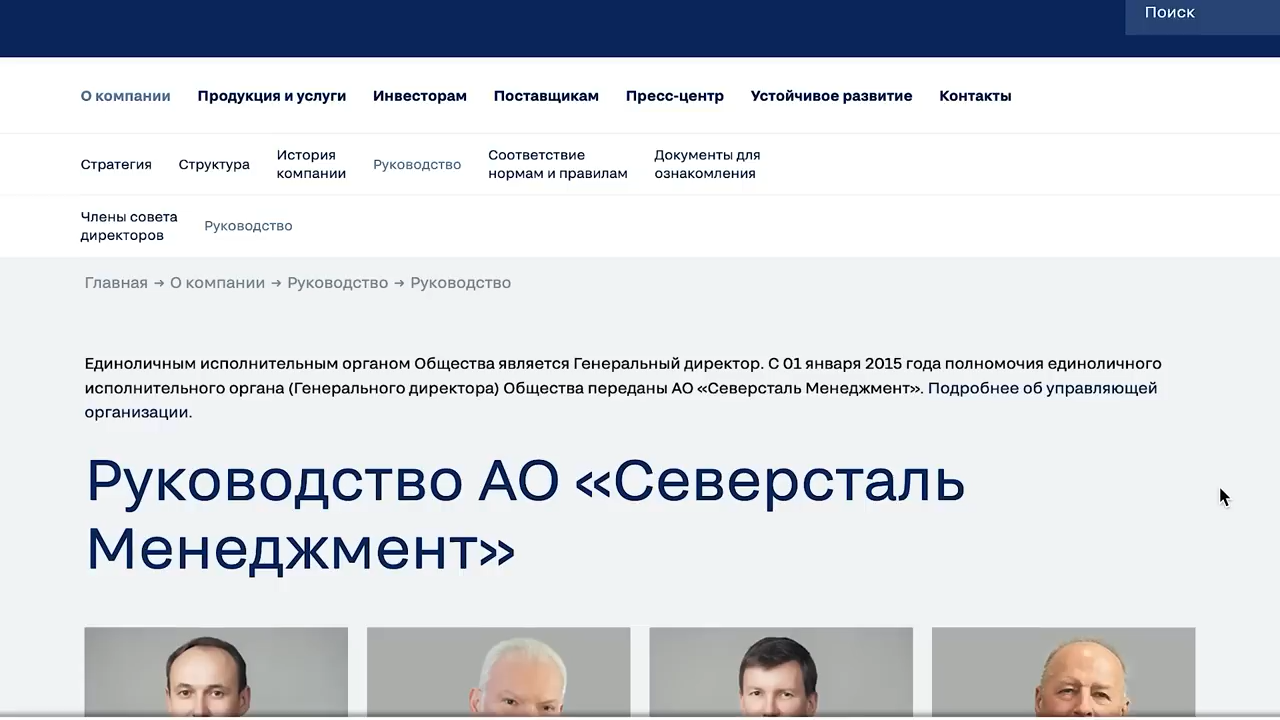 Поиск
О компании Продукция и услуги Инвесторам Поставщикам Пресс-центр Устойчивое развитие Контакты
Стратегия Структура История компании Руководство Соответствие нормам и правилам Документы для ознакомления
Члены совета директоров Руководство
Главная → О компании → Руководство → Руководство
Единоличным исполнительным органом Общества является Генеральный директор. С 01 января 2015 года полномочия единоличного
исполнительного органа (Генерального директора) Общества переданы АО «Северсталь Менеджмент». Подробнее об управляющей
организации.
Руководство АО «Северсталь
Менеджмент»